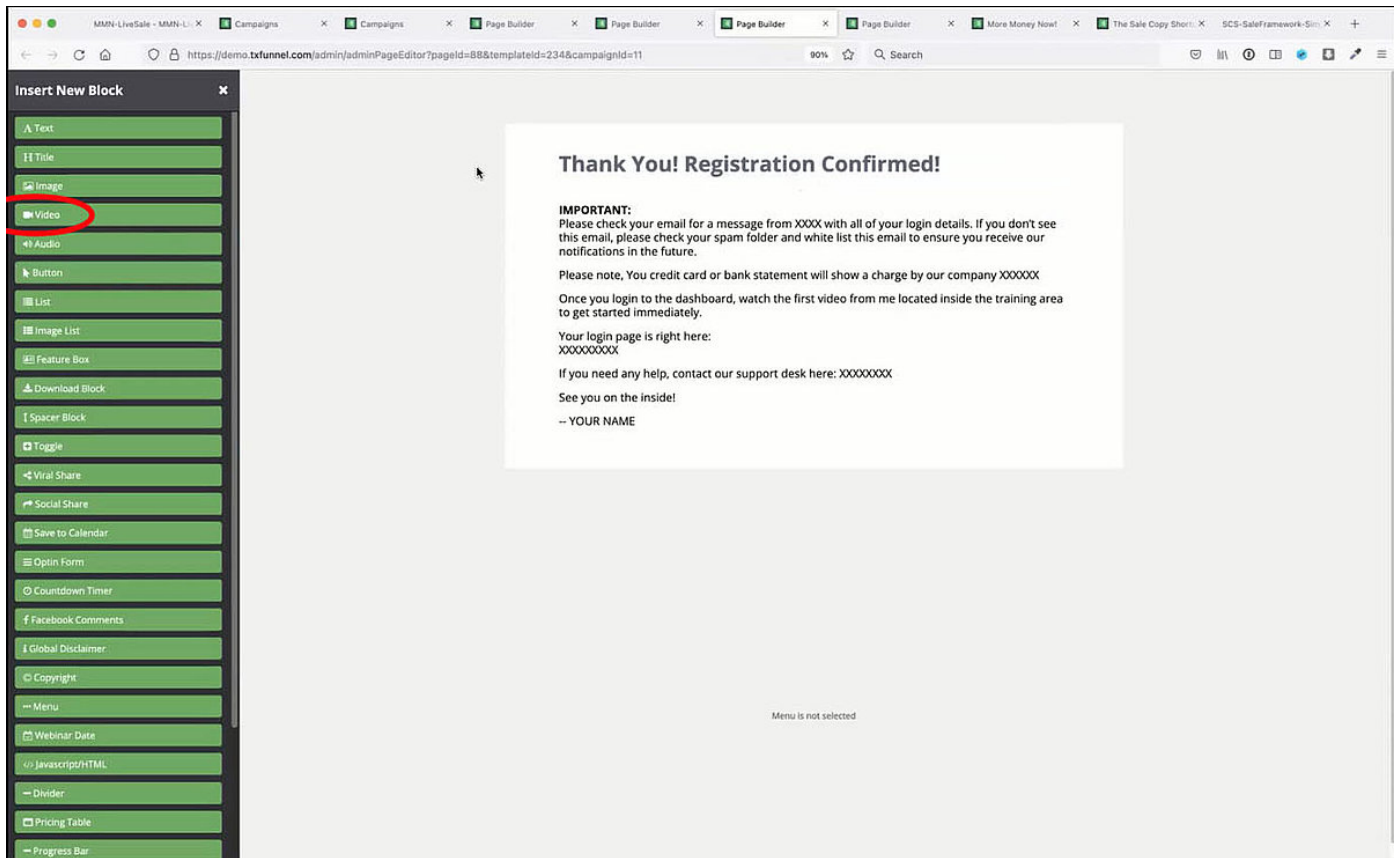 MMN-LiveSale - MMN-Li
Campaigns
Campaigns
Page Builder
Page Builder
Page Builder
Page Builder
More Money Now!
The Sale Copy Short
SCS-SaleFramework-Sim
https://demo.txfunnel.com/admin/adminPageEditor?pageId=88&templateId=234&campaignId=11
90%
Search
Insert New Block
Text
Title
Image
Video
Audio
Button
List
Image List
Feature Box
Download Block
Spacer Block
Toggle
Viral Share
Social Share
Save to Calendar
Optin Form
Countdown Timer
Facebook Comments
Global Disclaimer
Copyright
Menu
Webinar Date
Javascript/HTML
Divider
Pricing Table
Progress Bar
Thank You! Registration Confirmed!
IMPORTANT:
Please check your email for a message from XXXX with all of your login details. If you don't see
this email, please check your spam folder and white list this email to ensure you receive our
notifications in the future.
Please note, You credit card or bank statement will show a charge by our company XXXXXX
Once you login to the dashboard, watch the first video from me located inside the training area
to get started immediately.
Your login page is right here:
XXXXXXXXX
If you need any help, contact our support desk here: XXXXXXXX
See you on the inside!
-- YOUR NAME
Menu is not selected